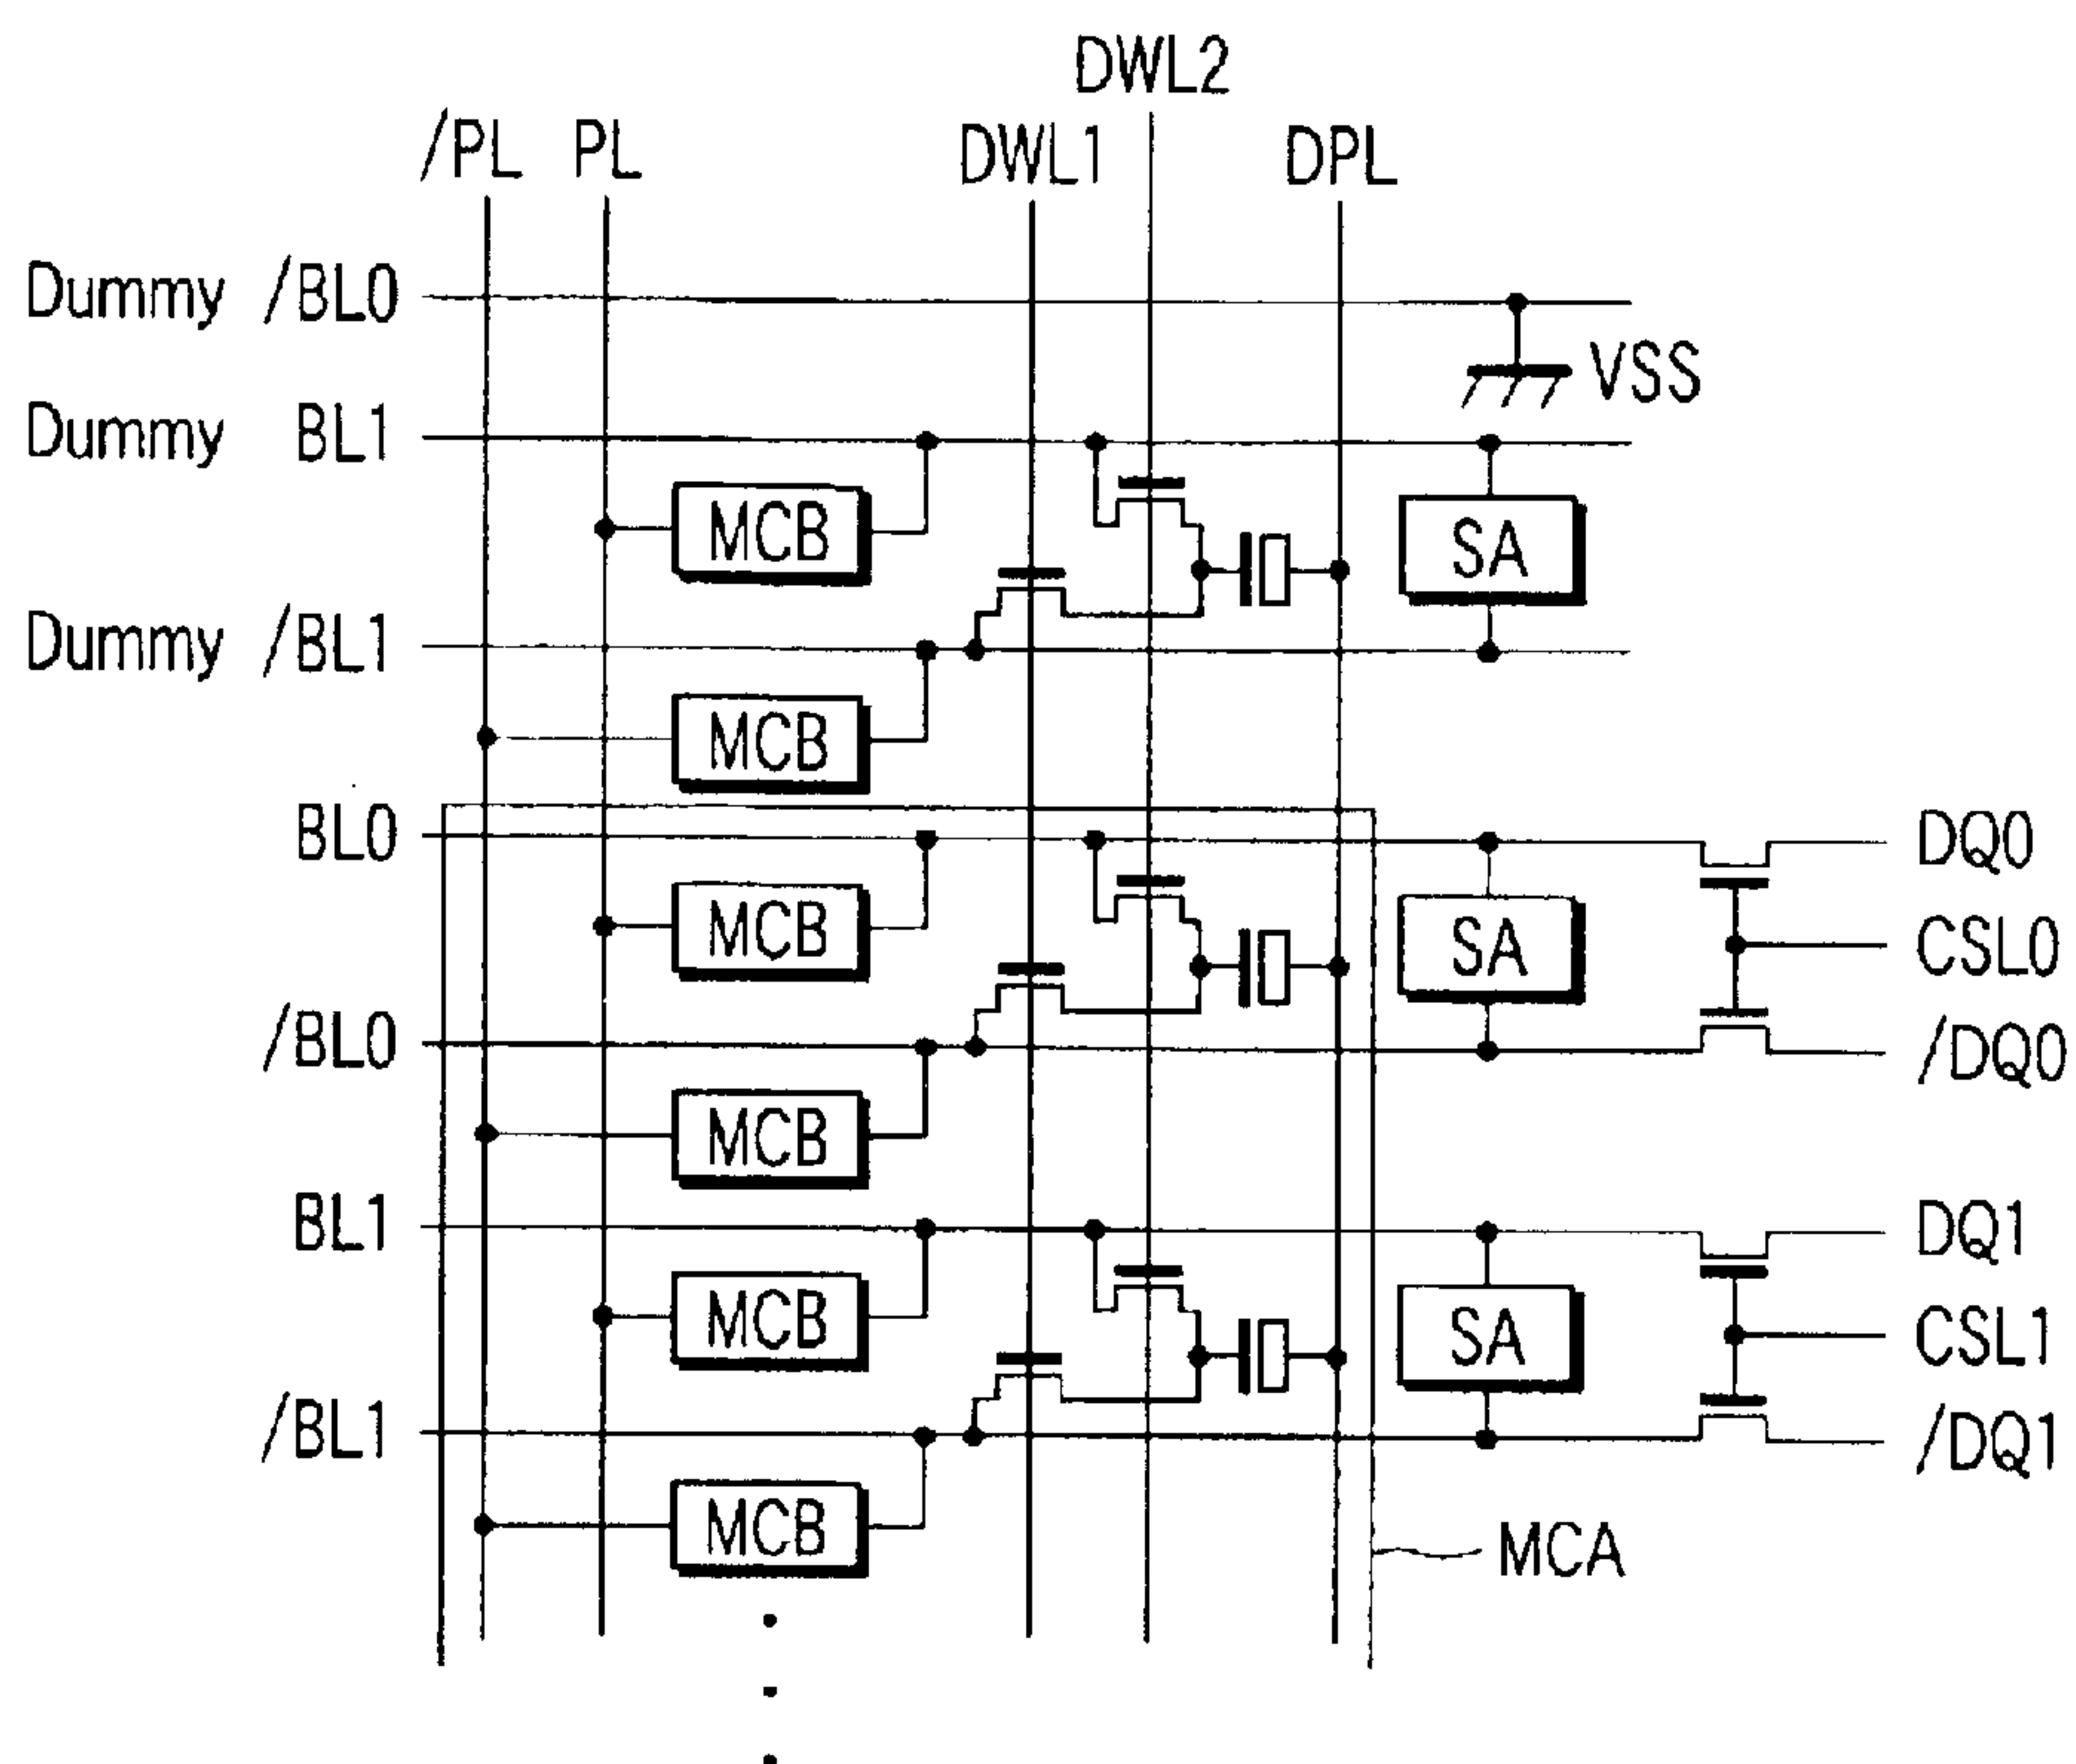 DWL2
/PL PL DWL1 DPL
Dummy /BL0
VSS
Dummy BL1
MCB
SA
Dummy /BL1
MCB
BL0 DQ0
MCB SA CSL0
/BL0 /DQ0
MCB
BL1 DQ1
MCB SA CSL1
/BL1 /DQ1
MCB MCA